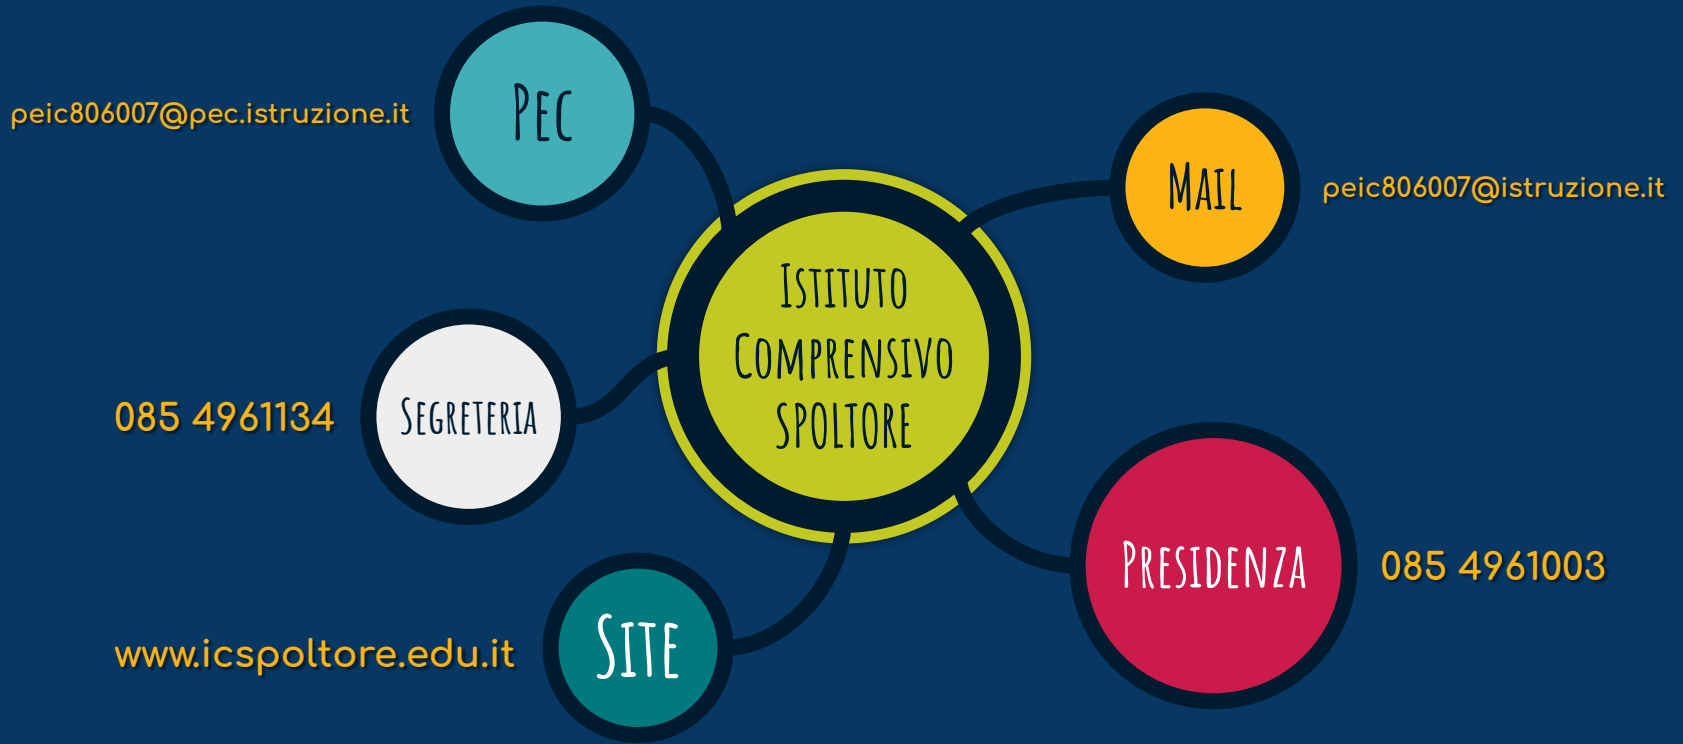 peic806007@pec.istruzione.it
Pec
Mail
peic806007@istruzione.it
Istituto
Comprensivo
SPOLTORE
085 4961134
Segreteria
Presidenza
085 4961003
www.icspoltore.edu.it
Site